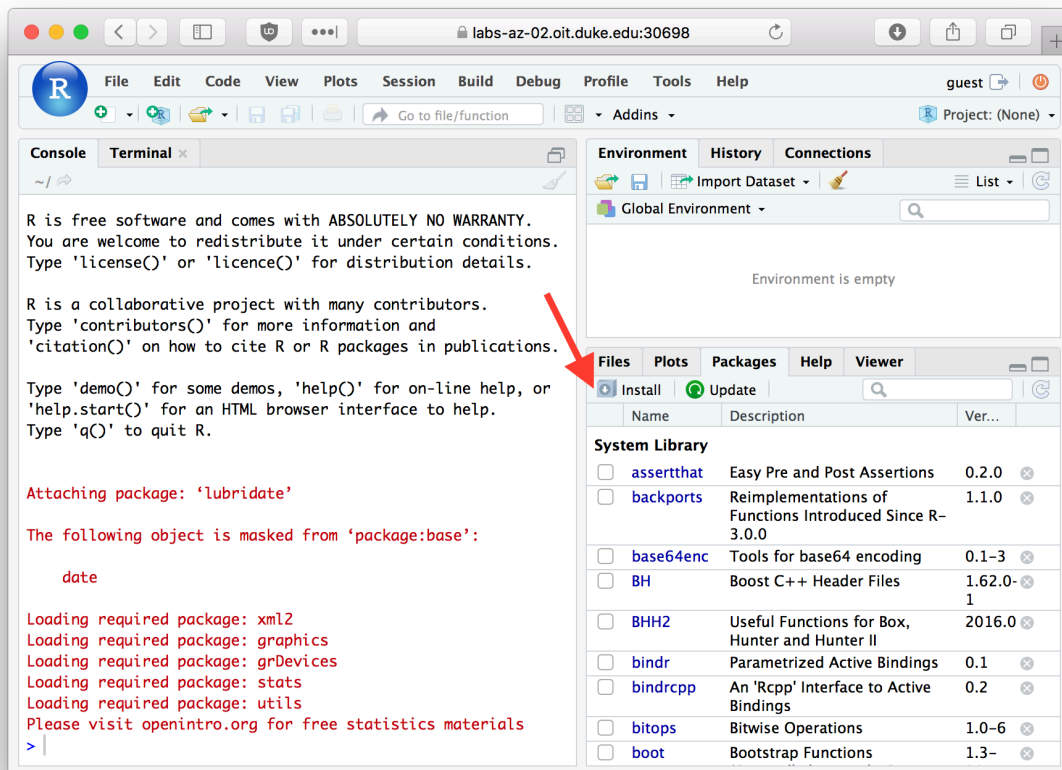 labs-az-02.oit.duke.edu:30698
R
File Edit Code View Plots Session Build Debug Profile Tools Help
guest
Go to file/function
Addins
Project: (None)
Console Terminal
~/
R is free software and comes with ABSOLUTELY NO WARRANTY.
You are welcome to redistribute it under certain conditions.
Type 'license()' or 'licence()' for distribution details.
R is a collaborative project with many contributors.
Type 'contributors()' for more information and
'citation()' on how to cite R or R packages in publications.
Type 'demo()' for some demos, 'help()' for on-line help, or
'help.start()' for an HTML browser interface to help.
Type 'q()' to quit R.
Attaching package: ‘lubridate’
The following object is masked from ‘package:base’:
date
Loading required package: xml2
Loading required package: graphics
Loading required package: grDevices
Loading required package: stats
Loading required package: utils
Please visit openintro.org for free statistics materials
>
Environment History Connections
Import Dataset
List
Global Environment
Environment is empty
Files Plots Packages Help Viewer
Install Update
Name Description Ver...
System Library
assertthat Easy Pre and Post Assertions 0.2.0
backports Reimplementations of 1.1.0
Functions Introduced Since R-
3.0.0
base64enc Tools for base64 encoding 0.1-3
BH Boost C++ Header Files 1.62.0-
1
BHH2 Useful Functions for Box, 2016.0
Hunter and Hunter II
bindr Parametrized Active Bindings 0.1
bindrcpp An 'Rcpp' Interface to Active 0.2
Bindings
bitops Bitwise Operations 1.0-6
boot Bootstrap Functions 1.3-